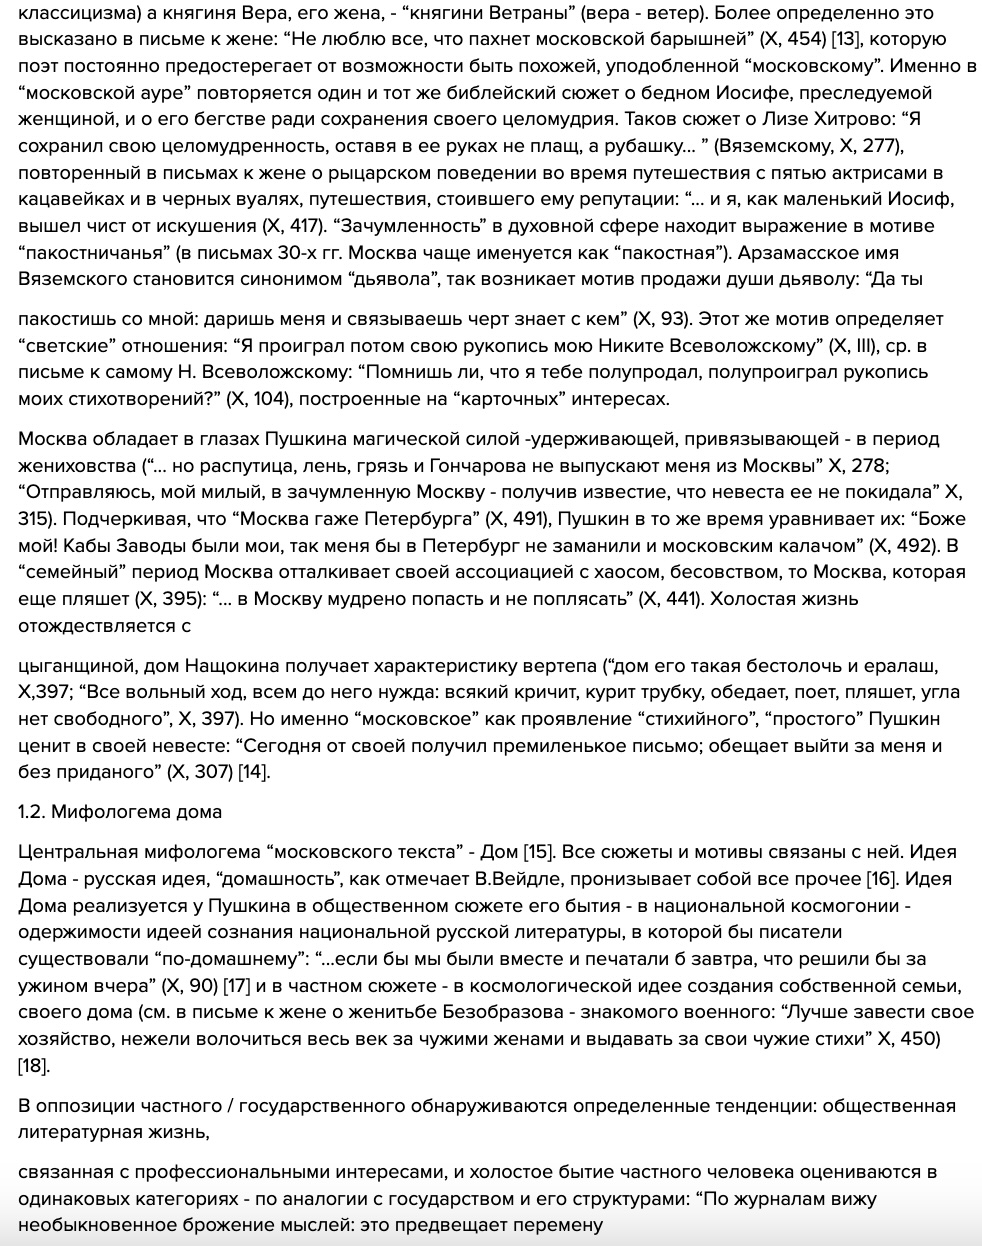 классицизма) а княгиня Вера, его жена, - “княгини Ветраны” (вера - ветер). Более определенно это
высказано в письме к жене: “Не люблю все, что пахнет московской барышней” (X, 454) [13], которую
поэт постоянно предостерегает от возможности быть похожей, уподобленной “московскому”. Именно в
“московской ауре” повторяется один и тот же библейский сюжет о бедном Иосифе, преследуемой
женщиной, и о его бегстве ради сохранения своего целомудрия. Таков сюжет о Лизе Хитрово: “Я
сохранил свою целомудренность, оставя в ее руках не плащ, а рубашку... ” (Вяземскому, X, 277),
повторенный в письмах к жене о рыцарском поведении во время путешествия с пятью актрисами в
кацавейках и в черных вуалях, путешествия, стоившего ему репутации: “... и я, как маленький Иосиф,
вышел чист от искушения (X, 417). “Зачумленность” в духовной сфере находит выражение в мотиве
“пакостничанья” (в письмах 30-х гг. Москва чаще именуется как “пакостная”). Арзамасское имя
Вяземского становится синонимом “дьявола”, так возникает мотив продажи души дьяволу: “Да ты
пакостишь со мной: даришь меня и связываешь черт знает с кем” (X, 93). Этот же мотив определяет
“светские” отношения: “Я проиграл потом свою рукопись мою Никите Всеволожскому” (X, III), ср. в
письме к самому Н. Всеволожскому: “Помнишь ли, что я тебе полупродал, полупроиграл рукопись
моих стихотворений?” (X, 104), построенные на “карточных” интересах.
Москва обладает в глазах Пушкина магической силой -удерживающей, привязывающей - в период
жениховства (“... но распутица, лень, грязь и Гончарова не выпускают меня из Москвы” X, 278;
“Отправляюсь, мой милый, в зачумленную Москву - получив известие, что невеста ее не покидала” X,
315). Подчеркивая, что “Москва гаже Петербурга” (X, 491), Пушкин в то же время уравнивает их: “Боже
мой! Кабы Заводы были мои, так меня бы в Петербург не заманили и московским калачом” (X, 492). В
“семейный” период Москва отталкивает своей ассоциацией с хаосом, бесовством, то Москва, которая
еще пляшет (X, 395): “... в Москву мудрено попасть и не поплясать” (X, 441). Холостая жизнь
отождествляется с
цыганщиной, дом Нащокина получает характеристику вертепа (“дом его такая бестолочь и ералаш,
X,397; “Все вольный ход, всем до него нужда: всякий кричит, курит трубку, обедает, поет, пляшет, угла
нет свободного”, X, 397). Но именно “московское” как проявление “стихийного”, “простого” Пушкин
ценит в своей невесте: “Сегодня от своей получил премиленькое письмо; обещает выйти за меня и
без приданого” (X, 307) [14].
1.2. Мифологема дома
Центральная мифологема “московского текста” - Дом [15]. Все сюжеты и мотивы связаны с ней. Идея
Дома - русская идея, “домашность”, как отмечает В.Вейдле, пронизывает собой все прочее [16]. Идея
Дома реализуется у Пушкина в общественном сюжете его бытия - в национальной космогонии -
одержимости идеей сознания национальной русской литературы, в которой бы писатели
существовали “по-домашнему”: “...если бы мы были вместе и печатали б завтра, что решили бы за
ужином вчера” (X, 90) [17] и в частном сюжете - в космологической идее создания собственной семьи,
своего дома (см. в письме к жене о женитьбе Безобразова - знакомого военного: “Лучше завести свое
хозяйство, нежели волочиться весь век за чужими женами и выдавать за свои чужие стихи” X, 450)
[18].
В оппозиции частного / государственного обнаруживаются определенные тенденции: общественная
литературная жизнь,
связанная с профессиональными интересами, и холостое бытие частного человека оцениваются в
одинаковых категориях - по аналогии с государством и его структурами: “По журналам вижу
необыкновенное брожение мыслей: это предвещает перемену